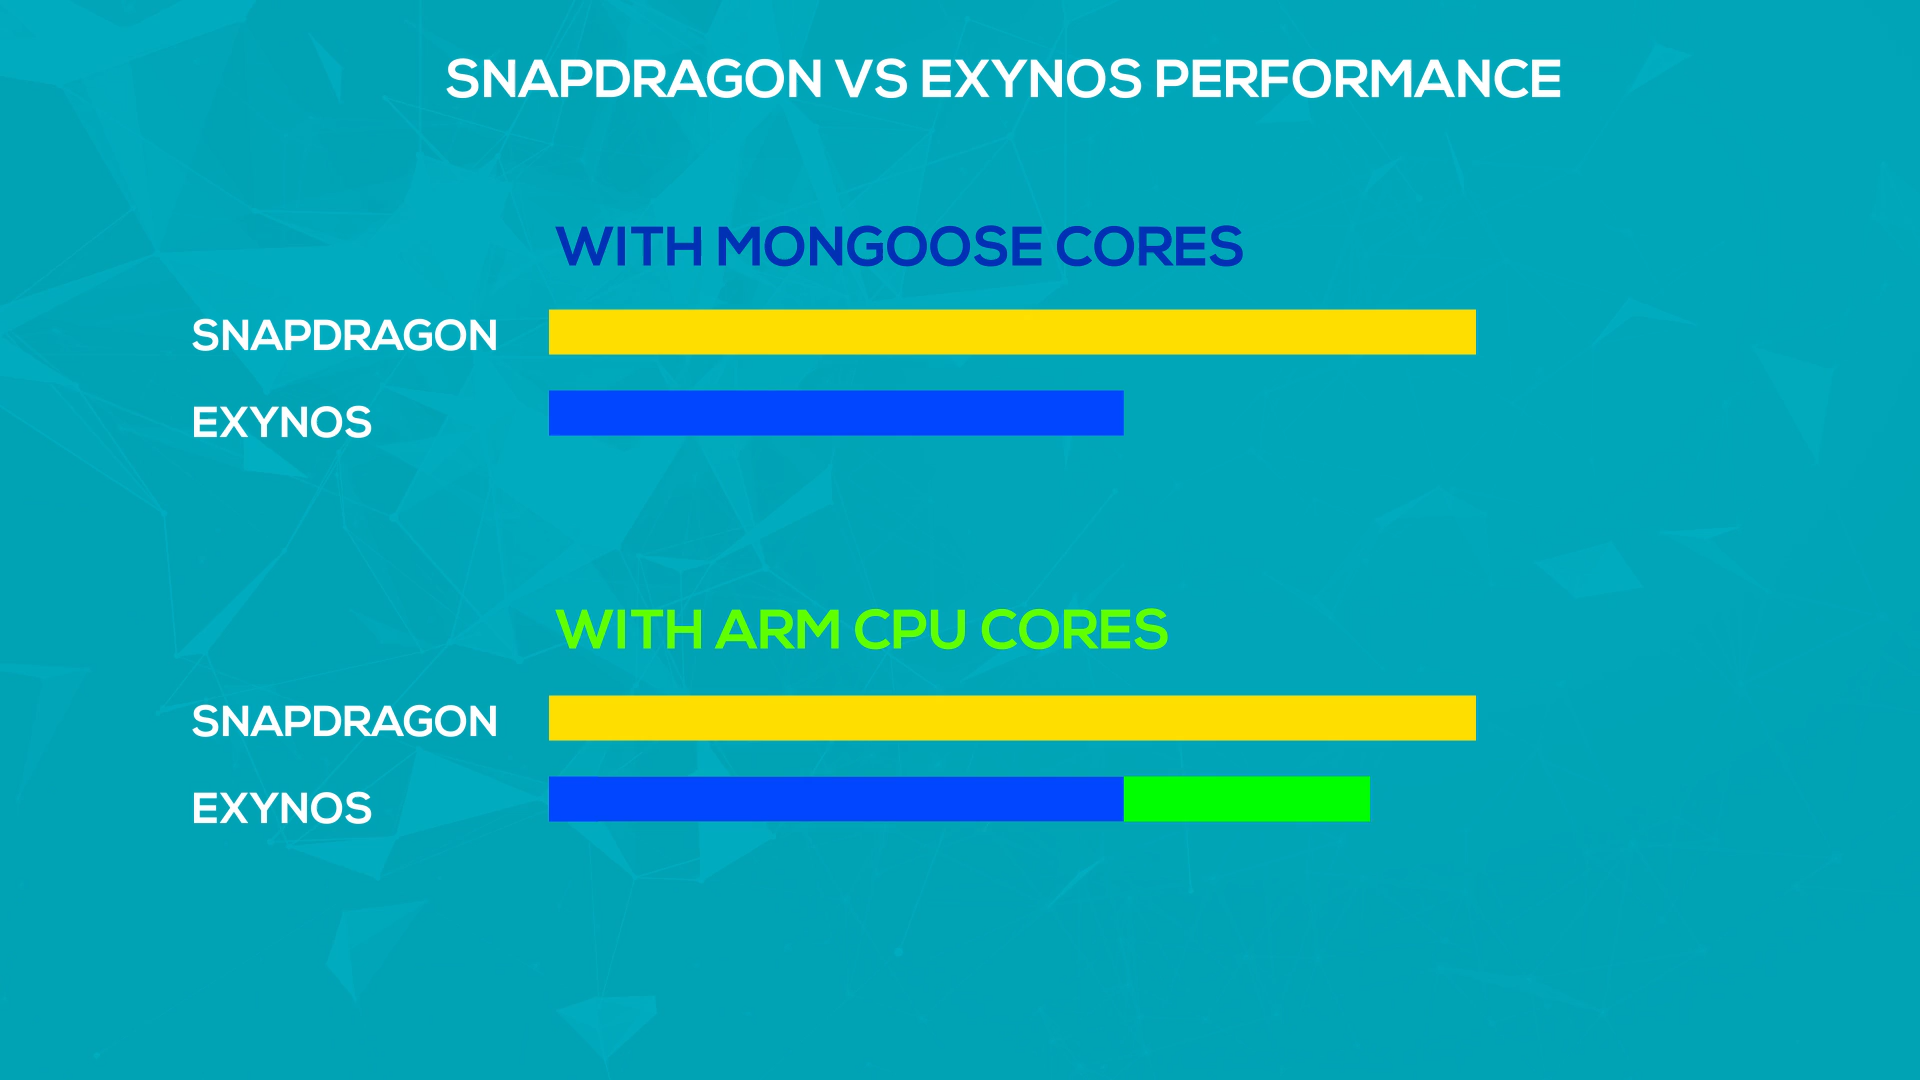 SNAPDRAGON VS EXYNOS PERFORMANCE
WITH MONGOOSE CORES
SNAPDRAGON
EXYNOS
WITH ARM CPU CORES
SNAPDRAGON
EXYNOS